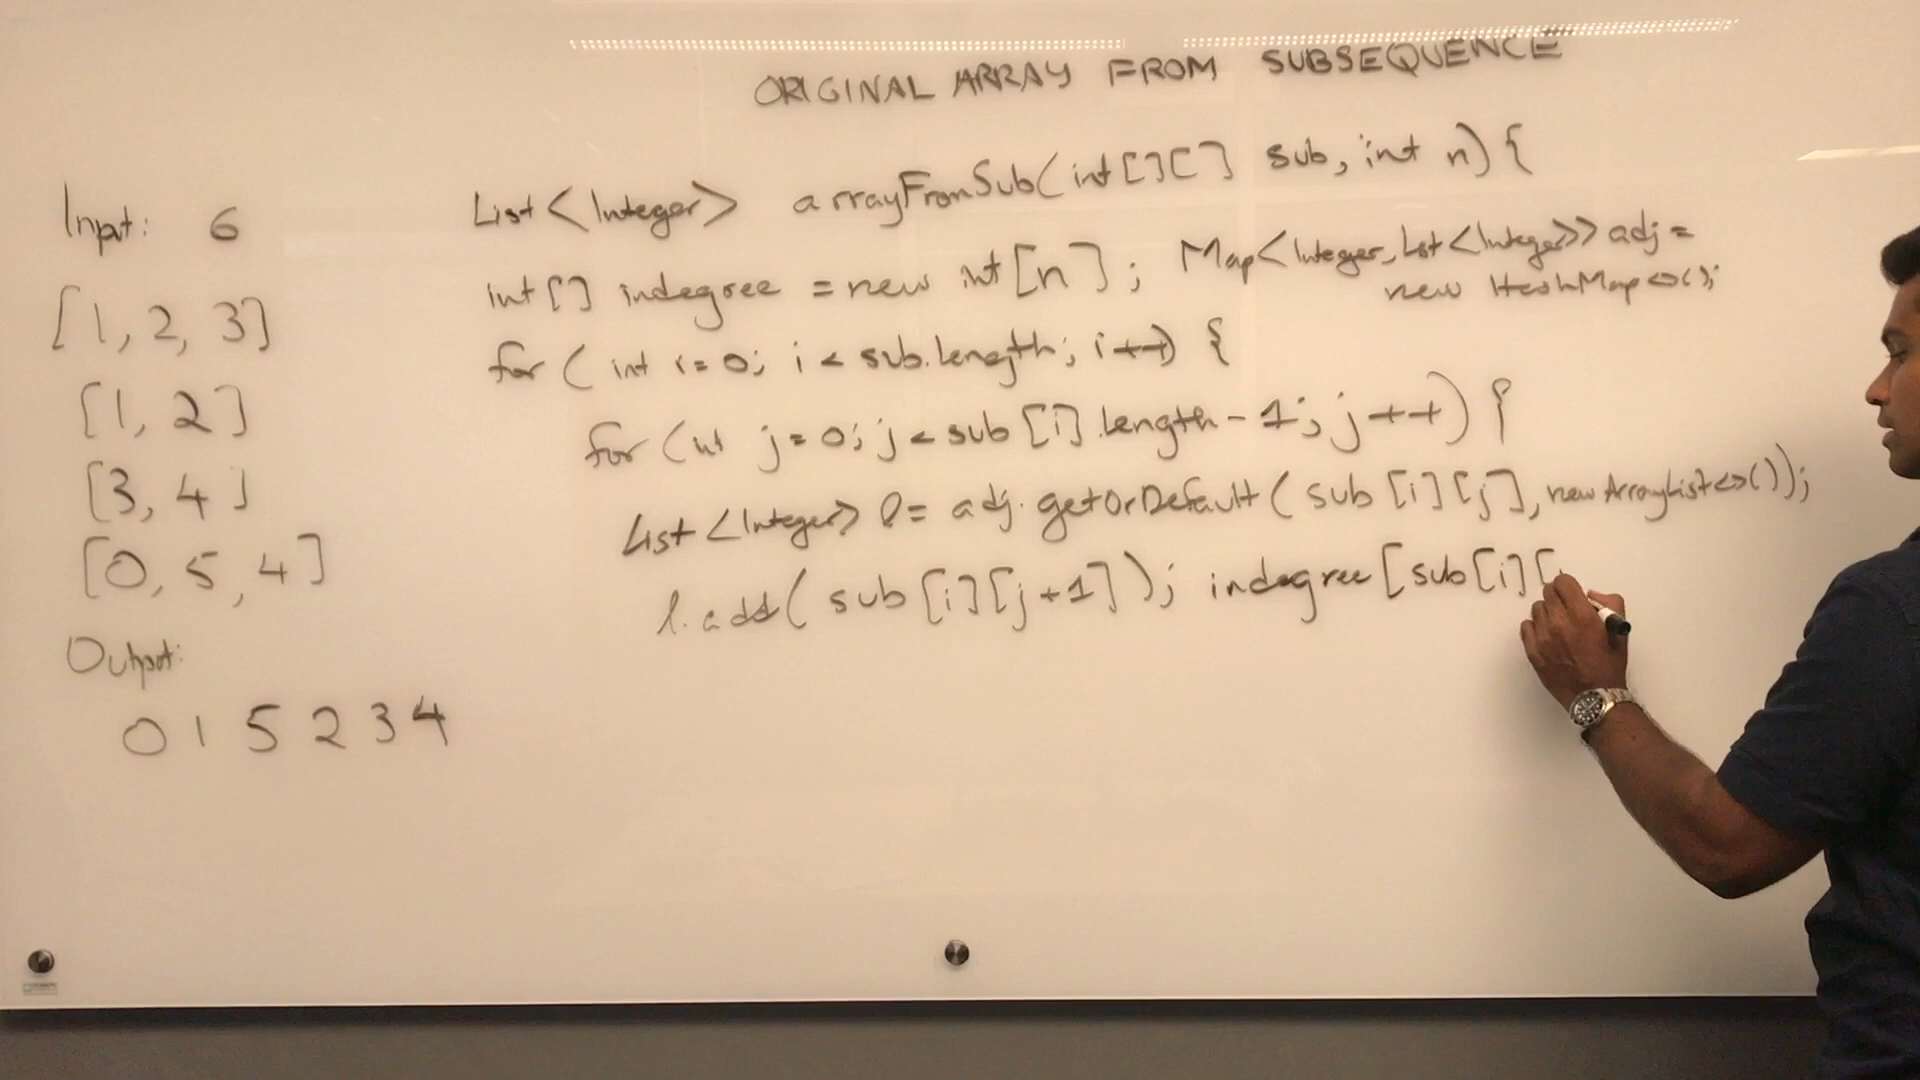 ORIGINAL ARRAY FROM SUBSEQUENCE
Input: 6
[1, 2, 3]
[1, 2]
[3, 4]
[0, 5, 4]
Output:
0 1 5 2 3 4
List<Integer> arrayFromSub(int[][] sub, int n) {
int[] indegree = new int[n]; Map<Integer, List<Integer>> adj =
new HashMap<>();
for (int i=0; i < sub.length; i++) {
for (int j=0; j < sub[i].length-1; j++) {
List<Integer> l = adj.getOrDefault(sub[i][j], new ArrayList<>());
l.add(sub[i][j+1]); indegree[sub[i][